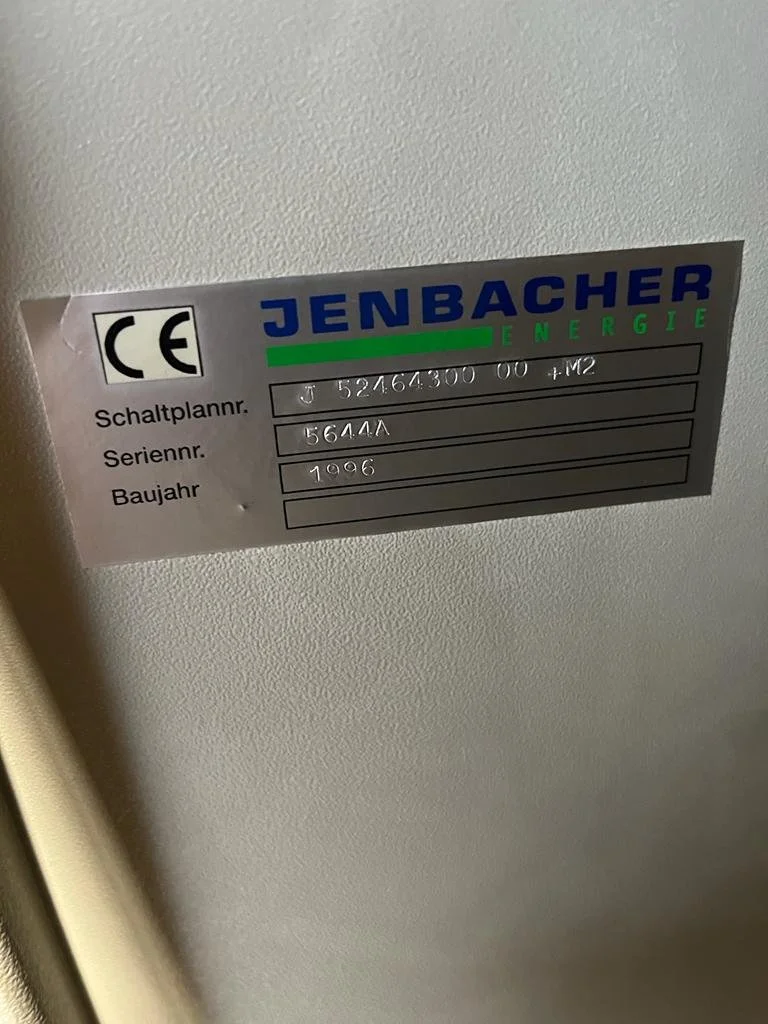 CE
JENBACHER
ENERGIE
Schaltplannr. J 52464300 00 +M2
Seriennr. 5644A
Baujahr 1996